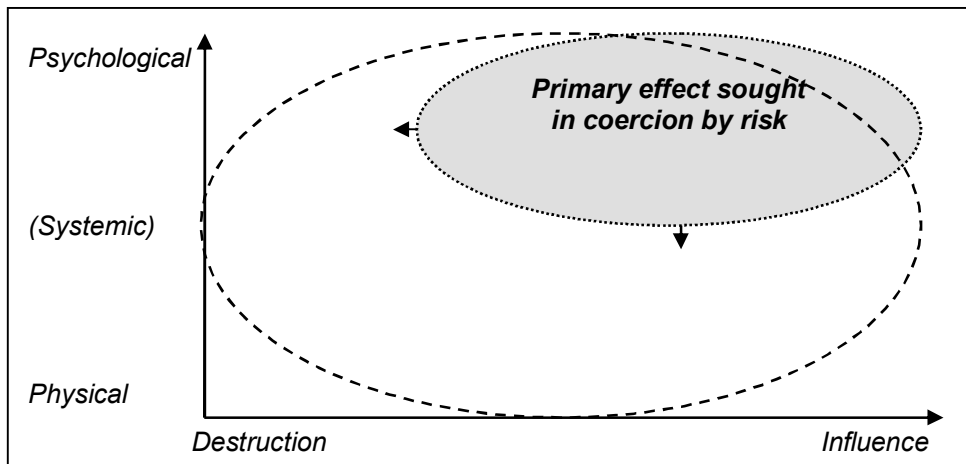 Psychological
Primary effect sought
in coercion by risk
(Systemic)
Physical
Destruction
Influence